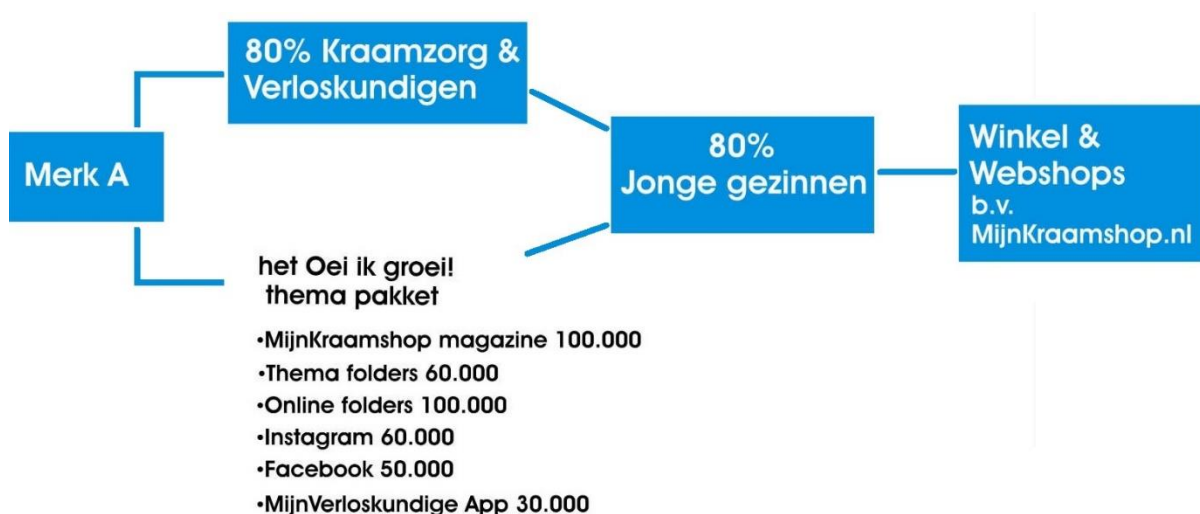 80% Kraamzorg &
Verloskundigen
Merk A
80%
Jonge gezinnen
Winkel &
Webshops
b.v.
MijnKraamshop.nl
het Oei ik groei!
thema pakket
•MijnKraamshop magazine 100.000
•Thema folders 60.000
•Online folders 100.000
•Instagram 60.000
•Facebook 50.000
•MijnVerloskundige App 30.000